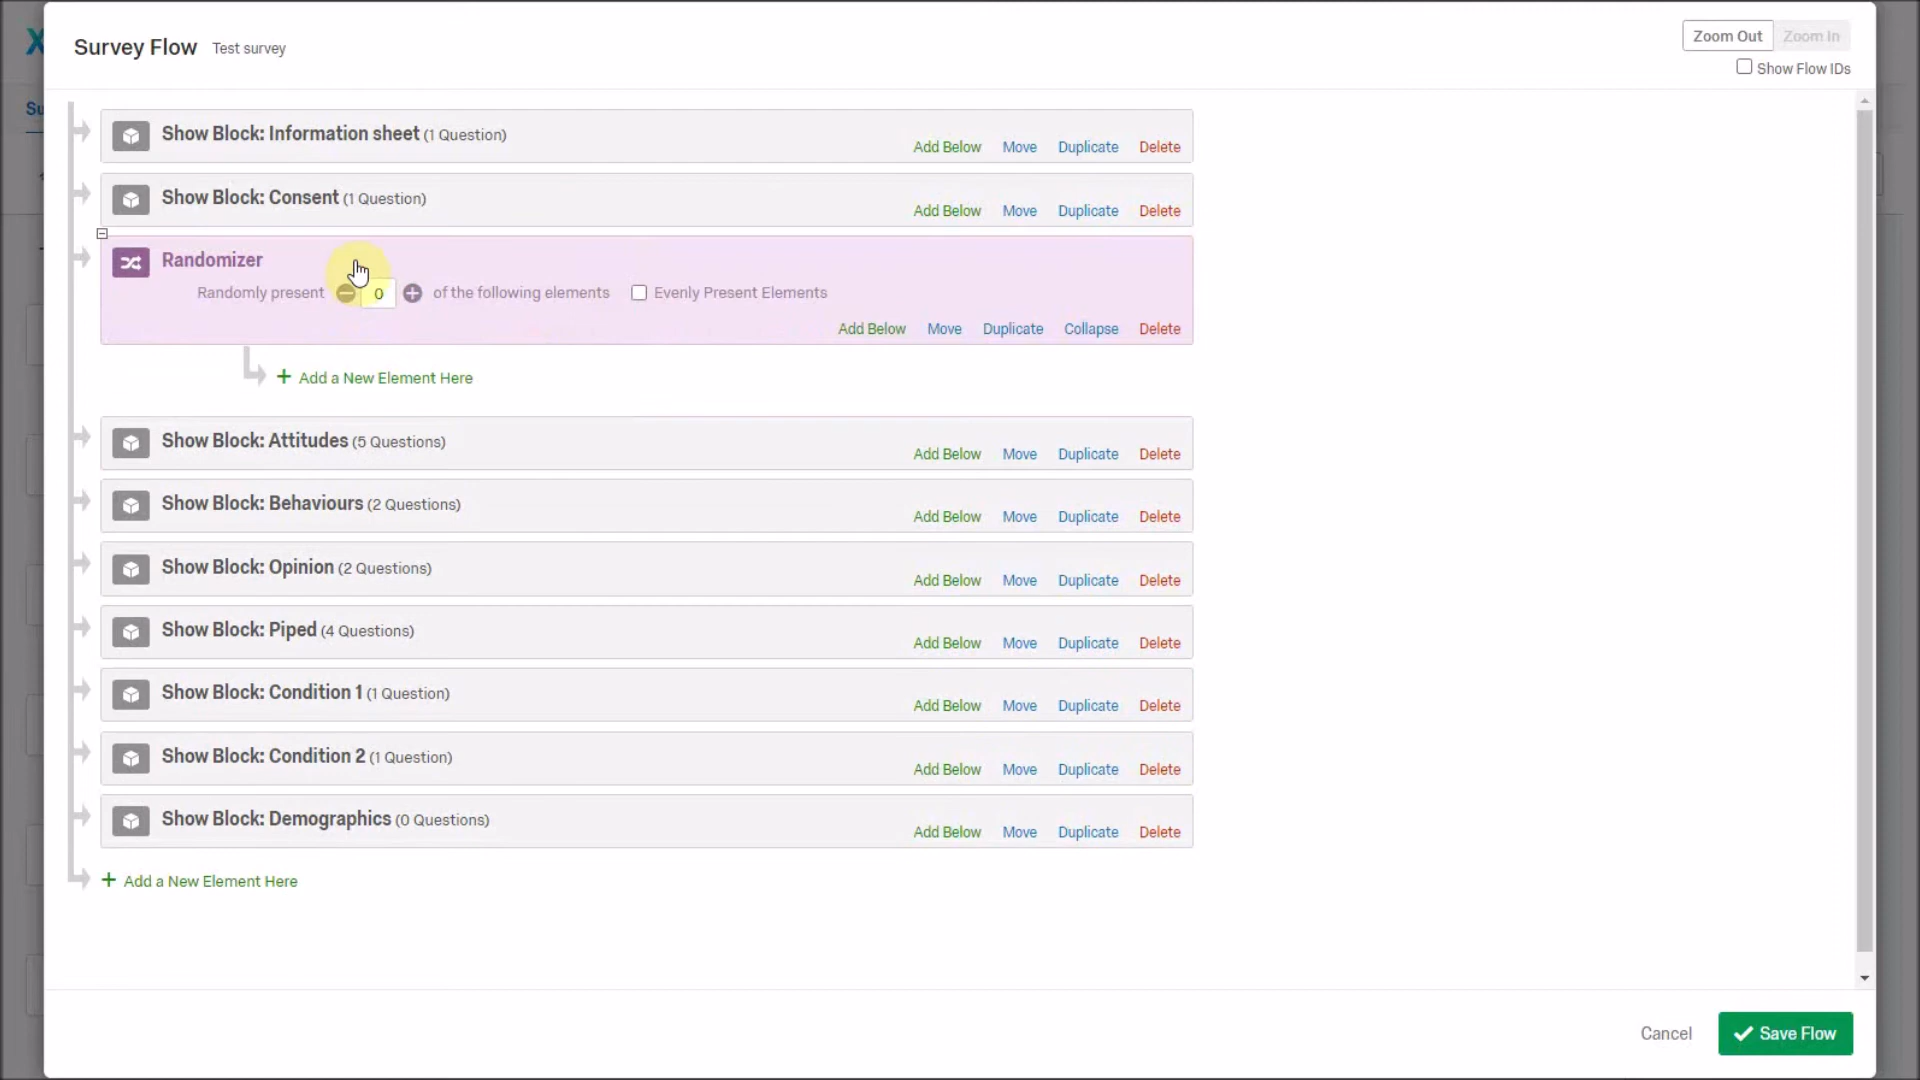 Survey Flow Test survey
Zoom Out Zoom In
Show Flow IDs
Show Block: Information sheet (1 Question)
Add Below Move Duplicate Delete
Show Block: Consent (1 Question)
Add Below Move Duplicate Delete
Randomizer
Randomly present 0 of the following elements Evenly Present Elements
Add Below Move Duplicate Collapse Delete
+ Add a New Element Here
Show Block: Attitudes (5 Questions)
Add Below Move Duplicate Delete
Show Block: Behaviours (2 Questions)
Add Below Move Duplicate Delete
Show Block: Opinion (2 Questions)
Add Below Move Duplicate Delete
Show Block: Piped (4 Questions)
Add Below Move Duplicate Delete
Show Block: Condition 1 (1 Question)
Add Below Move Duplicate Delete
Show Block: Condition 2 (1 Question)
Add Below Move Duplicate Delete
Show Block: Demographics (0 Questions)
Add Below Move Duplicate Delete
+ Add a New Element Here
Cancel Save Flow
X
Su